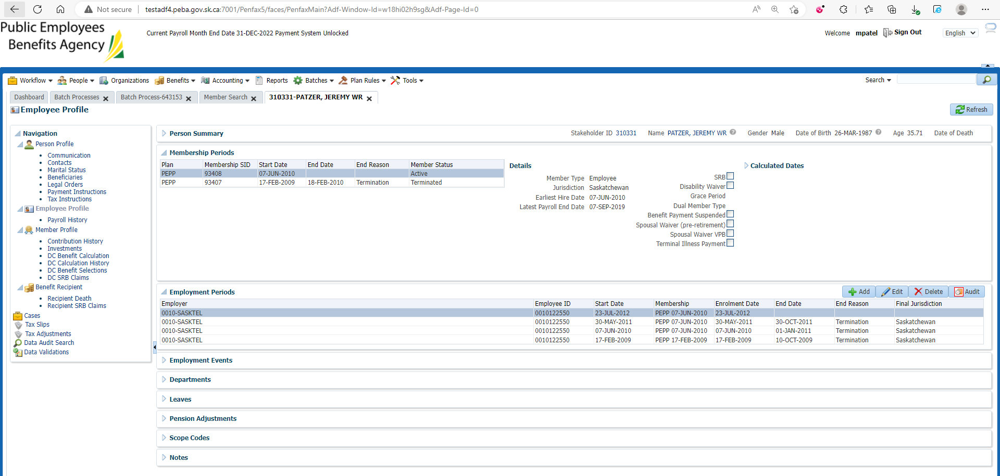 Not secure testadf4.peba.gov.sk.ca:7001/Penfax5/faces/PenfaxMain?Adf-Window-Id=w18hi02h9sg&Adf-Page-Id=0
Public Employees
Benefits Agency
Current Payroll Month End Date 31-DEC-2022 Payment System Unlocked
Welcome mpatel Sign Out English
Workflow People Organizations Benefits Accounting Reports Batches Plan Rules Tools Search
Dashboard Batch Processes Batch Process-643153 Member Search 310331-PATZER, JEREMY WR
Employee Profile
Refresh
Navigation
Person Profile
Communication
Contacts
Marital Status
Beneficiaries
Legal Orders
Payment Instructions
Tax Instructions
Employee Profile
Payroll History
Member Profile
Contribution History
Investments
DC Benefit Calculation
DC Calculation History
DC Benefit Selections
DC SRB Claims
Benefit Recipient
Recipient Death
Recipient SRB Claims
Cases
Tax Slips
Tax Adjustments
Data Audit Search
Data Validations
Person Summary Stakeholder ID 310331 Name PATZER, JEREMY WR Gender Male Date of Birth 26-MAR-1987 Age 35.71 Date of Death
Membership Periods
Plan Membership SID Start Date End Date End Reason Member Status
PEPP 93408 07-JUN-2010 Active
PEPP 93407 17-FEB-2009 18-FEB-2010 Termination Terminated
Details
Member Type Employee
Jurisdiction Saskatchewan
Earliest Hire Date 07-JUN-2010
Latest Payroll End Date 07-SEP-2019
SRB
Disability Waiver
Grace Period
Dual Member Type
Benefit Payment Suspended
Spousal Waiver (pre-retirement)
Spousal Waiver VPB
Terminal Illness Payment
Calculated Dates
Employment Periods
Add Edit Delete Audit
Employer Employee ID Start Date Membership Enrolment Date End Date End Reason Final Jurisdiction
0010-SASKTEL 0010122550 23-JUL-2012 PEPP 07-JUN-2010 23-JUL-2012
0010-SASKTEL 0010122550 30-MAY-2011 PEPP 07-JUN-2010 30-MAY-2011 30-OCT-2011 Termination Saskatchewan
0010-SASKTEL 0010122550 07-JUN-2010 PEPP 07-JUN-2010 07-JUN-2010 01-JAN-2011 Termination Saskatchewan
0010-SASKTEL 0010122550 17-FEB-2009 PEPP 17-FEB-2009 17-FEB-2009 10-OCT-2009 Termination Saskatchewan
Employment Events
Departments
Leaves
Pension Adjustments
Scope Codes
Notes